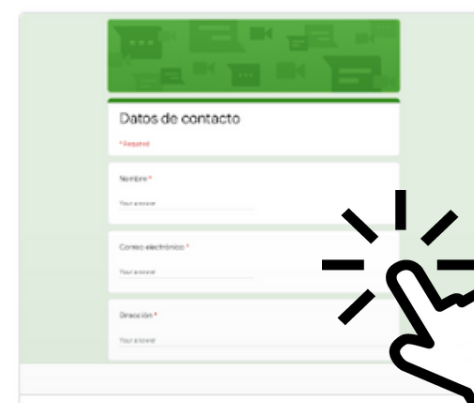 Datos de contacto
* Required
Nombre *
Your answer
Correo electrónico *
Your answer
Dirección *
Your answer